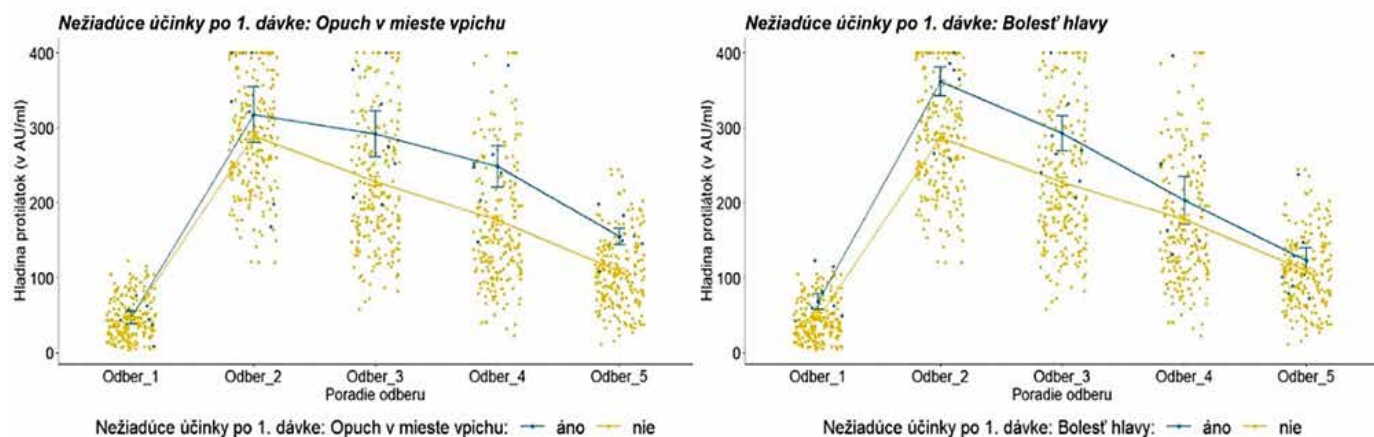 Nežiadúce účinky po 1. dávke: Opuch v mieste vpichu
Hladina protilátok (v AU/ml)
400
300
200
100
0
Odber_1 Odber_2 Odber_3 Odber_4 Odber_5
Poradie odberu
Nežiadúce účinky po 1. dávke: Opuch v mieste vpichu: áno nie
Nežiadúce účinky po 1. dávke: Bolesť hlavy
Hladina protilátok (v AU/ml)
400
300
200
100
0
Odber_1 Odber_2 Odber_3 Odber_4 Odber_5
Poradie odberu
Nežiadúce účinky po 1. dávke: Bolesť hlavy: áno nie